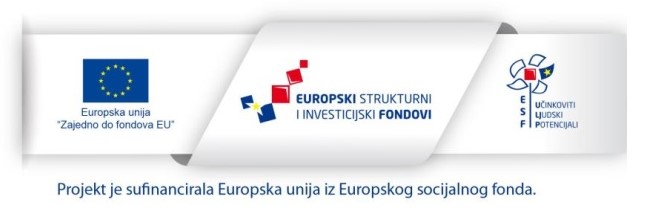 Europska unija
"Zajedno do fondova EU"
EUROPSKI STRUKTURNI
I INVESTICIJSKI FONDOVI
E
S
F
UČINKOVITI
LJUDSKI
POTENCIJALI
Projekt je sufinancirala Europska unija iz Europskog socijalnog fonda.